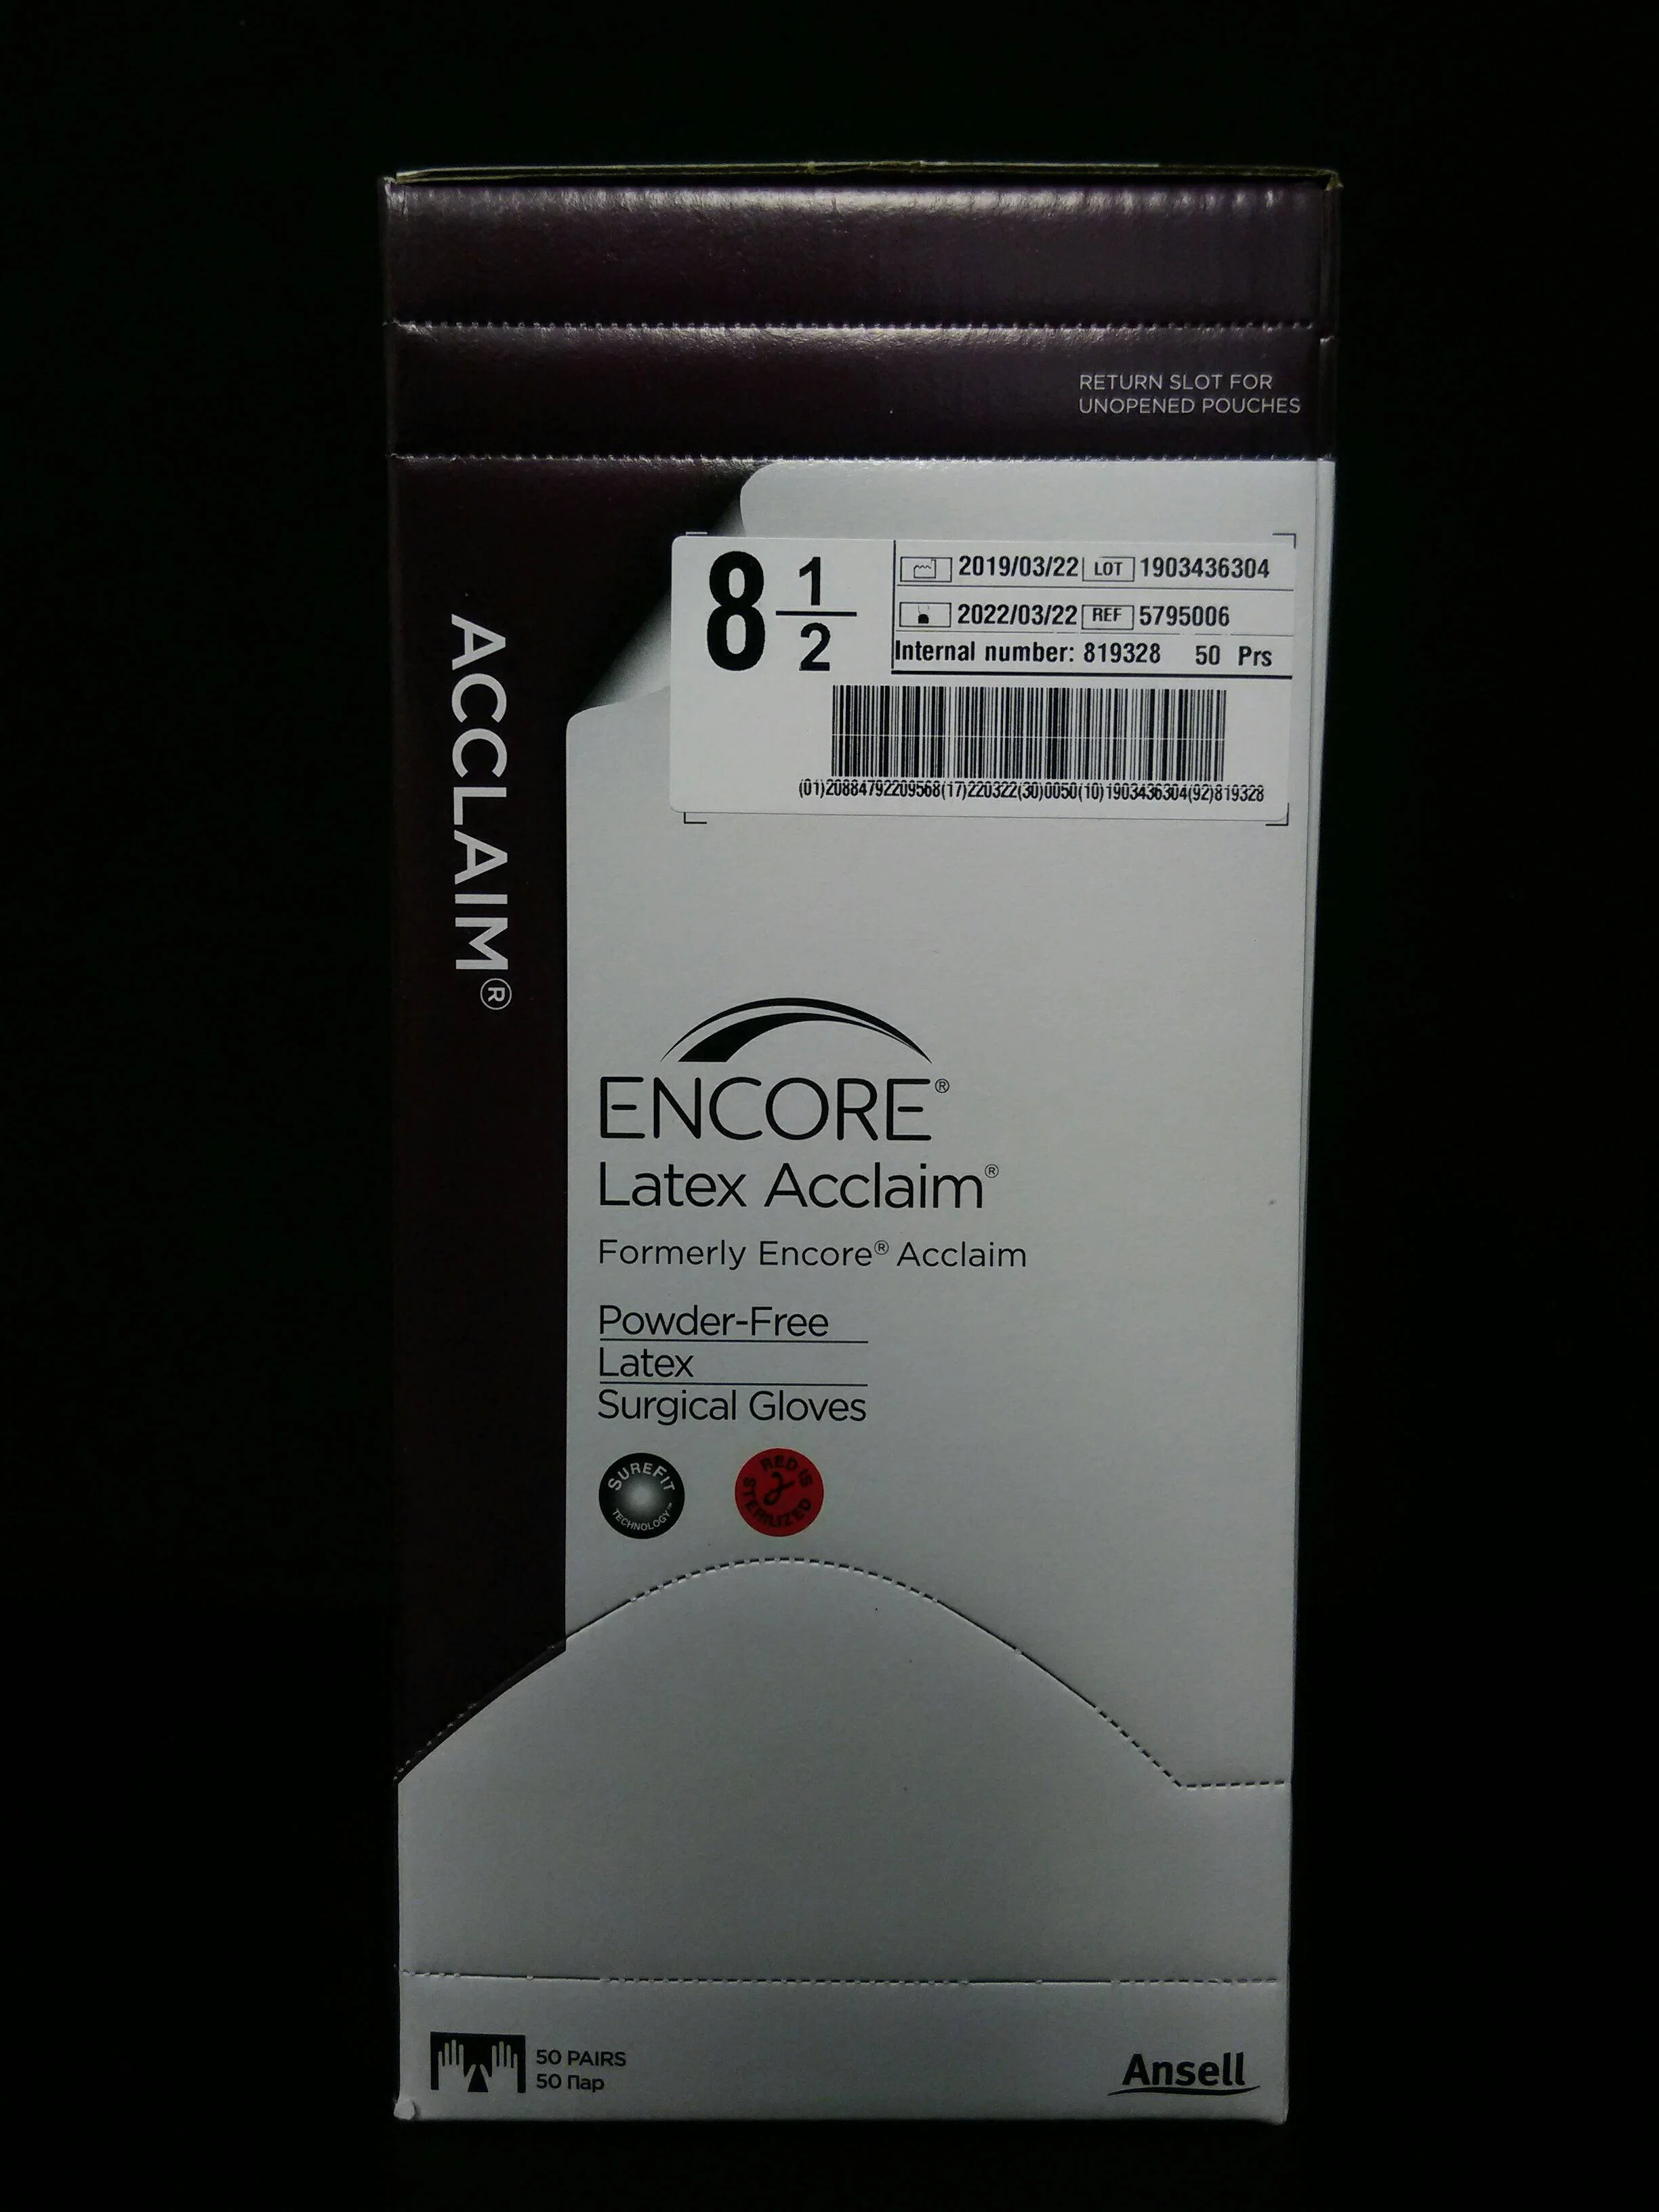 RETURN SLOT FOR
UNOPENED POUCHES
8 1/2
2019/03/22 LOT 1903436304
2022/03/22 REF 5795006
Internal number: 819328 50 Prs
(01)20884792209568(17)220322(30)0050(10)1903436304(92)819328
ACCLAIM®
ENCORE®
Latex Acclaim®
Formerly Encore® Acclaim
Powder-Free
Latex
Surgical Gloves
SUREFIT
TECHNOLOGY™
RED IS
STERILIZED
2
50 PAIRS
50 Пар
Ansell